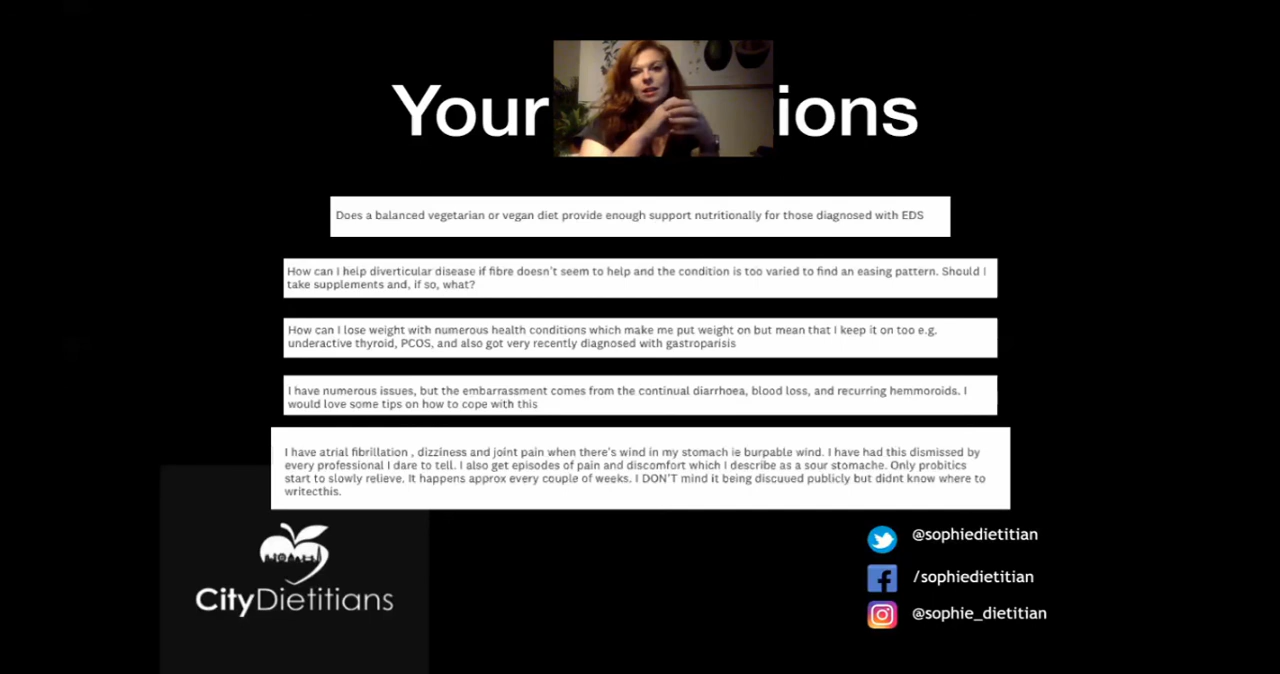 Your ions
Does a balanced vegetarian or vegan diet provide enough support nutritionally for those diagnosed with EDS
How can I help diverticular disease if fibre doesn't seem to help and the condition is too varied to find an easing pattern. Should I
take supplements and, if so, what?
How can I lose weight with numerous health conditions which make me put weight on but mean that I keep it on too e.g.
underactive thyroid, PCOS, and also got very recently diagnosed with gastroparisis
I have numerous issues, but the embarrassment comes from the continual diarrhoea, blood loss, and recurring hemmoroids. I
would love some tips on how to cope with this
I have atrial fibrillation , dizziness and joint pain when there's wind in my stomach ie burpable wind. I have had this dismissed by
every professional I dare to tell. I also get episodes of pain and discomfort which I describe as a sour stomache. Only probitics
start to slowly relieve. It happens approx every couple of weeks. I DON'T mind it being discuued publicly but didnt know where to
writecthis.
CityDietitians
@sophiedietitian
/sophiedietitian
@sophie_dietitian